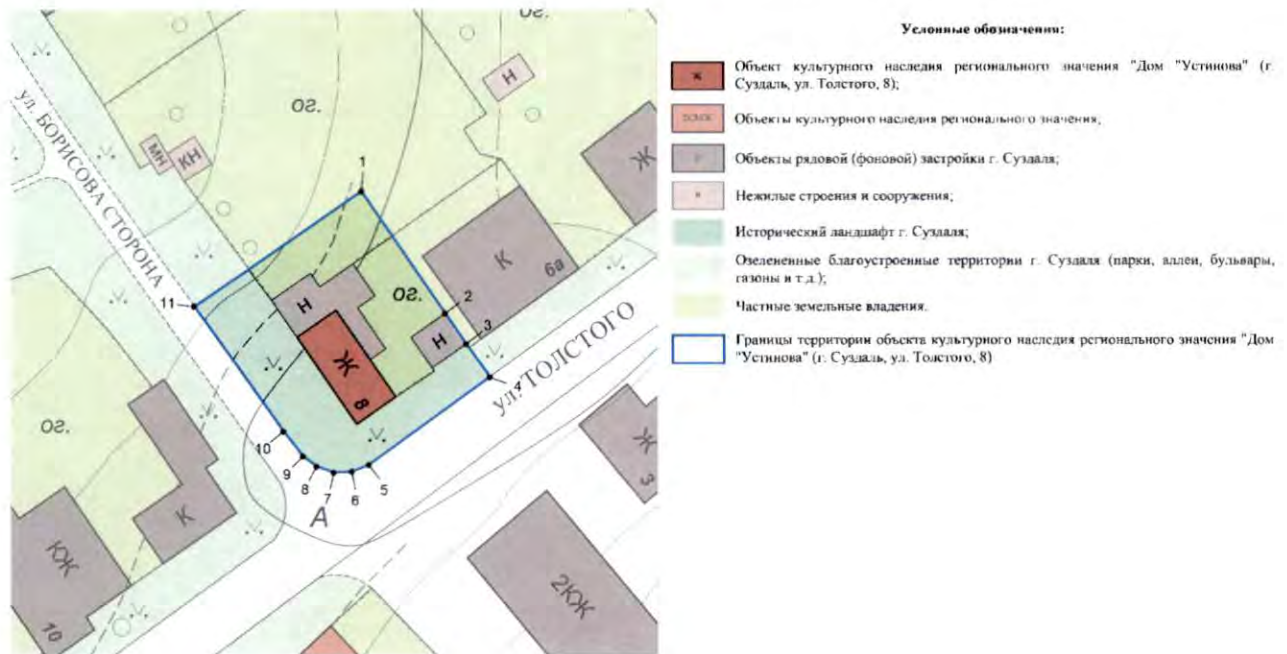 ОГ.
ОГ.
Н
Ж
ул. БОРИСОВА СТОРОНА
МН
КН
1
К
6а
11
Н
ОГ.
2
Н
3
Ж
8
4
ул. ТОЛСТОГО
10
9
8
7
6
5
А
ОГ.
К
КЖ
10
Ж
3
2КЖ
Условные обозначения:
Ж
Объект культурного наследия регионального значения "Дом "Устинова" (г.
Суздаль, ул. Толстого, 8);
Объекты культурного наследия регионального значения;
Объекты рядовой (фоновой) застройки г. Суздаля;
Нежилые строения и сооружения;
Исторический ландшафт г. Суздаля;
Озелененные благоустроенные территории г. Суздаля (парки, аллеи, бульвары,
газоны и т.д.);
Частные земельные владения.
Границы территории объекта культурного наследия регионального значения "Дом
"Устинова" (г. Суздаль, ул. Толстого, 8)